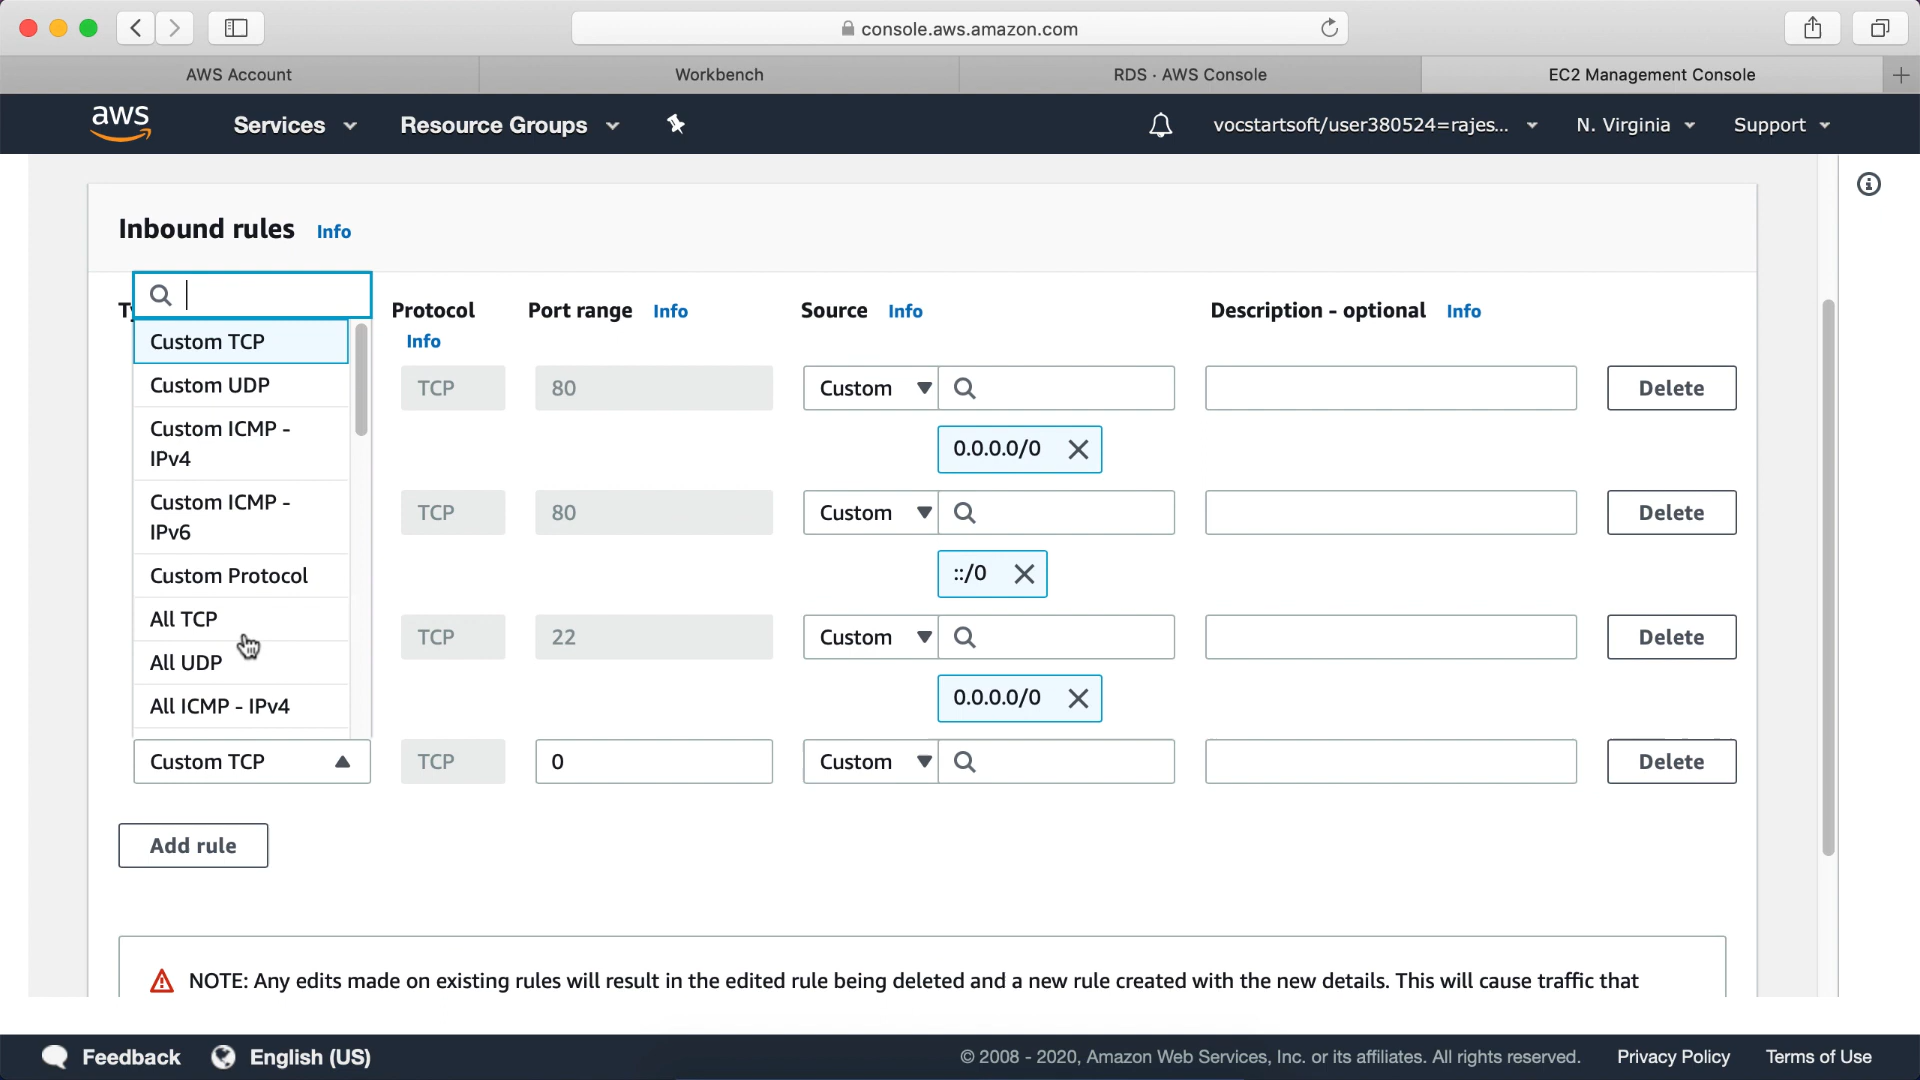 console.aws.amazon.com
AWS Account
Workbench
RDS · AWS Console
EC2 Management Console
aws
Services
Resource Groups
vocstartsoft/user380524=rajes...
N. Virginia
Support
Inbound rules Info
Protocol
Info
Port range Info
Source Info
Description - optional Info
Custom TCP
Custom UDP
Custom ICMP -
IPv4
Custom ICMP -
IPv6
Custom Protocol
All TCP
All UDP
All ICMP - IPv4
TCP 80 Custom Delete
0.0.0.0/0
TCP 80 Custom Delete
::/0
TCP 22 Custom Delete
0.0.0.0/0
Custom TCP TCP 0 Custom Delete
Add rule
NOTE: Any edits made on existing rules will result in the edited rule being deleted and a new rule created with the new details. This will cause traffic that
Feedback
English (US)
© 2008 - 2020, Amazon Web Services, Inc. or its affiliates. All rights reserved.
Privacy Policy
Terms of Use